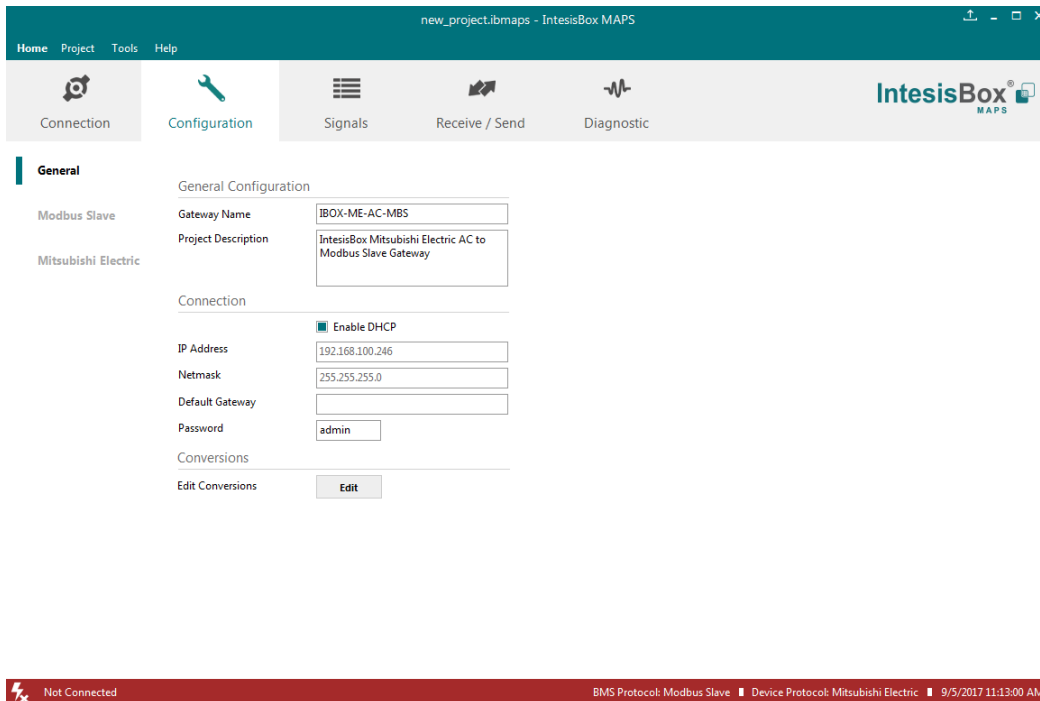 new_project.ibmaps - IntesisBox MAPS
Home Project Tools Help
Connection Configuration Signals Receive / Send Diagnostic
IntesisBox®
MAPS
General
Modbus Slave
Mitsubishi Electric
General Configuration
Gateway Name IBOX-ME-AC-MBS
Project Description IntesisBox Mitsubishi Electric AC to
Modbus Slave Gateway
Connection
Enable DHCP
IP Address 192.168.100.246
Netmask 255.255.255.0
Default Gateway
Password admin
Conversions
Edit Conversions Edit
Not Connected BMS Protocol: Modbus Slave Device Protocol: Mitsubishi Electric 9/5/2017 11:13:00 AM